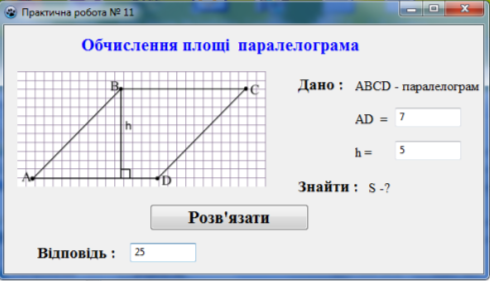 Практична робота № 11
Обчислення площі паралелограма
B
C
h
A
D
Дано : ABCD - паралелограм
AD = 7
h = 5
Знайти : S -?
Розв'язати
Відповідь : 25